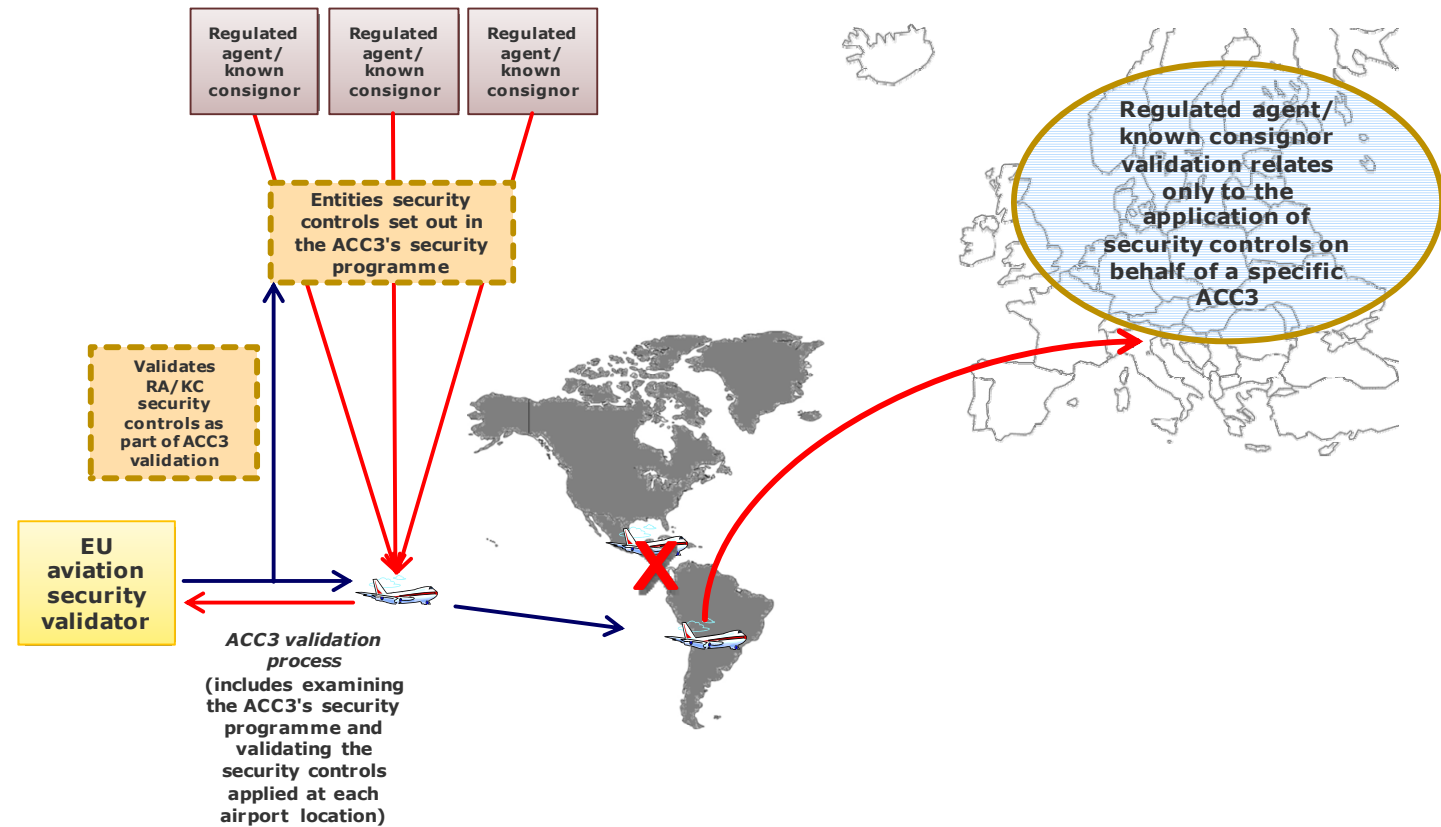 Regulated
agent/
known
consignor
Regulated
agent/
known
consignor
Regulated
agent/
known
consignor
Regulated agent/
known consignor
validation relates
only to the
application of
security controls on
behalf of a specific
ACC3
Entities security
controls set out in
the ACC3's security
programme
Validates
RA/KC
security
controls as
part of ACC3
validation
EU
aviation
security
validator
X
ACC3 validation
process
(includes examining
the ACC3's security
programme and
validating the
security controls
applied at each
airport location)